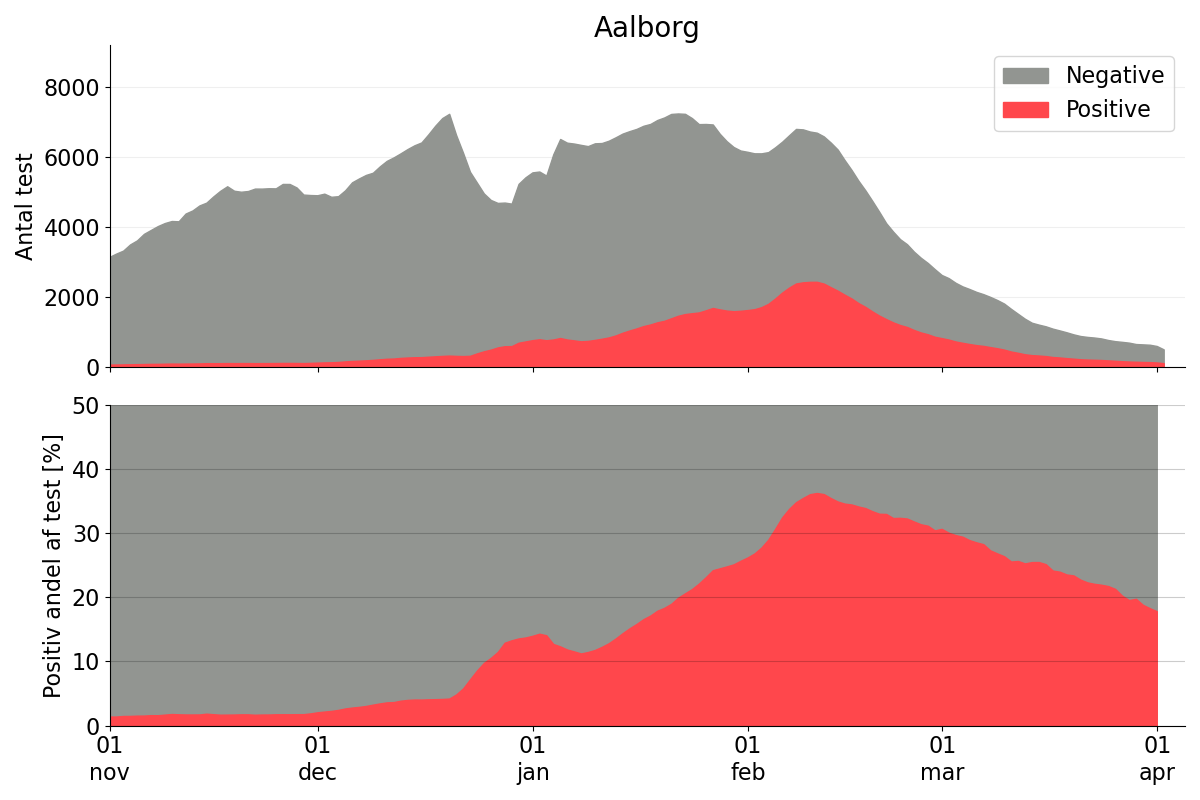 Aalborg
Negative
Positive
Antal test
8000
6000
4000
2000
0
Positiv andel af test [%]
50
40
30
20
10
0
01 01 01 01 01 01
nov dec jan feb mar apr